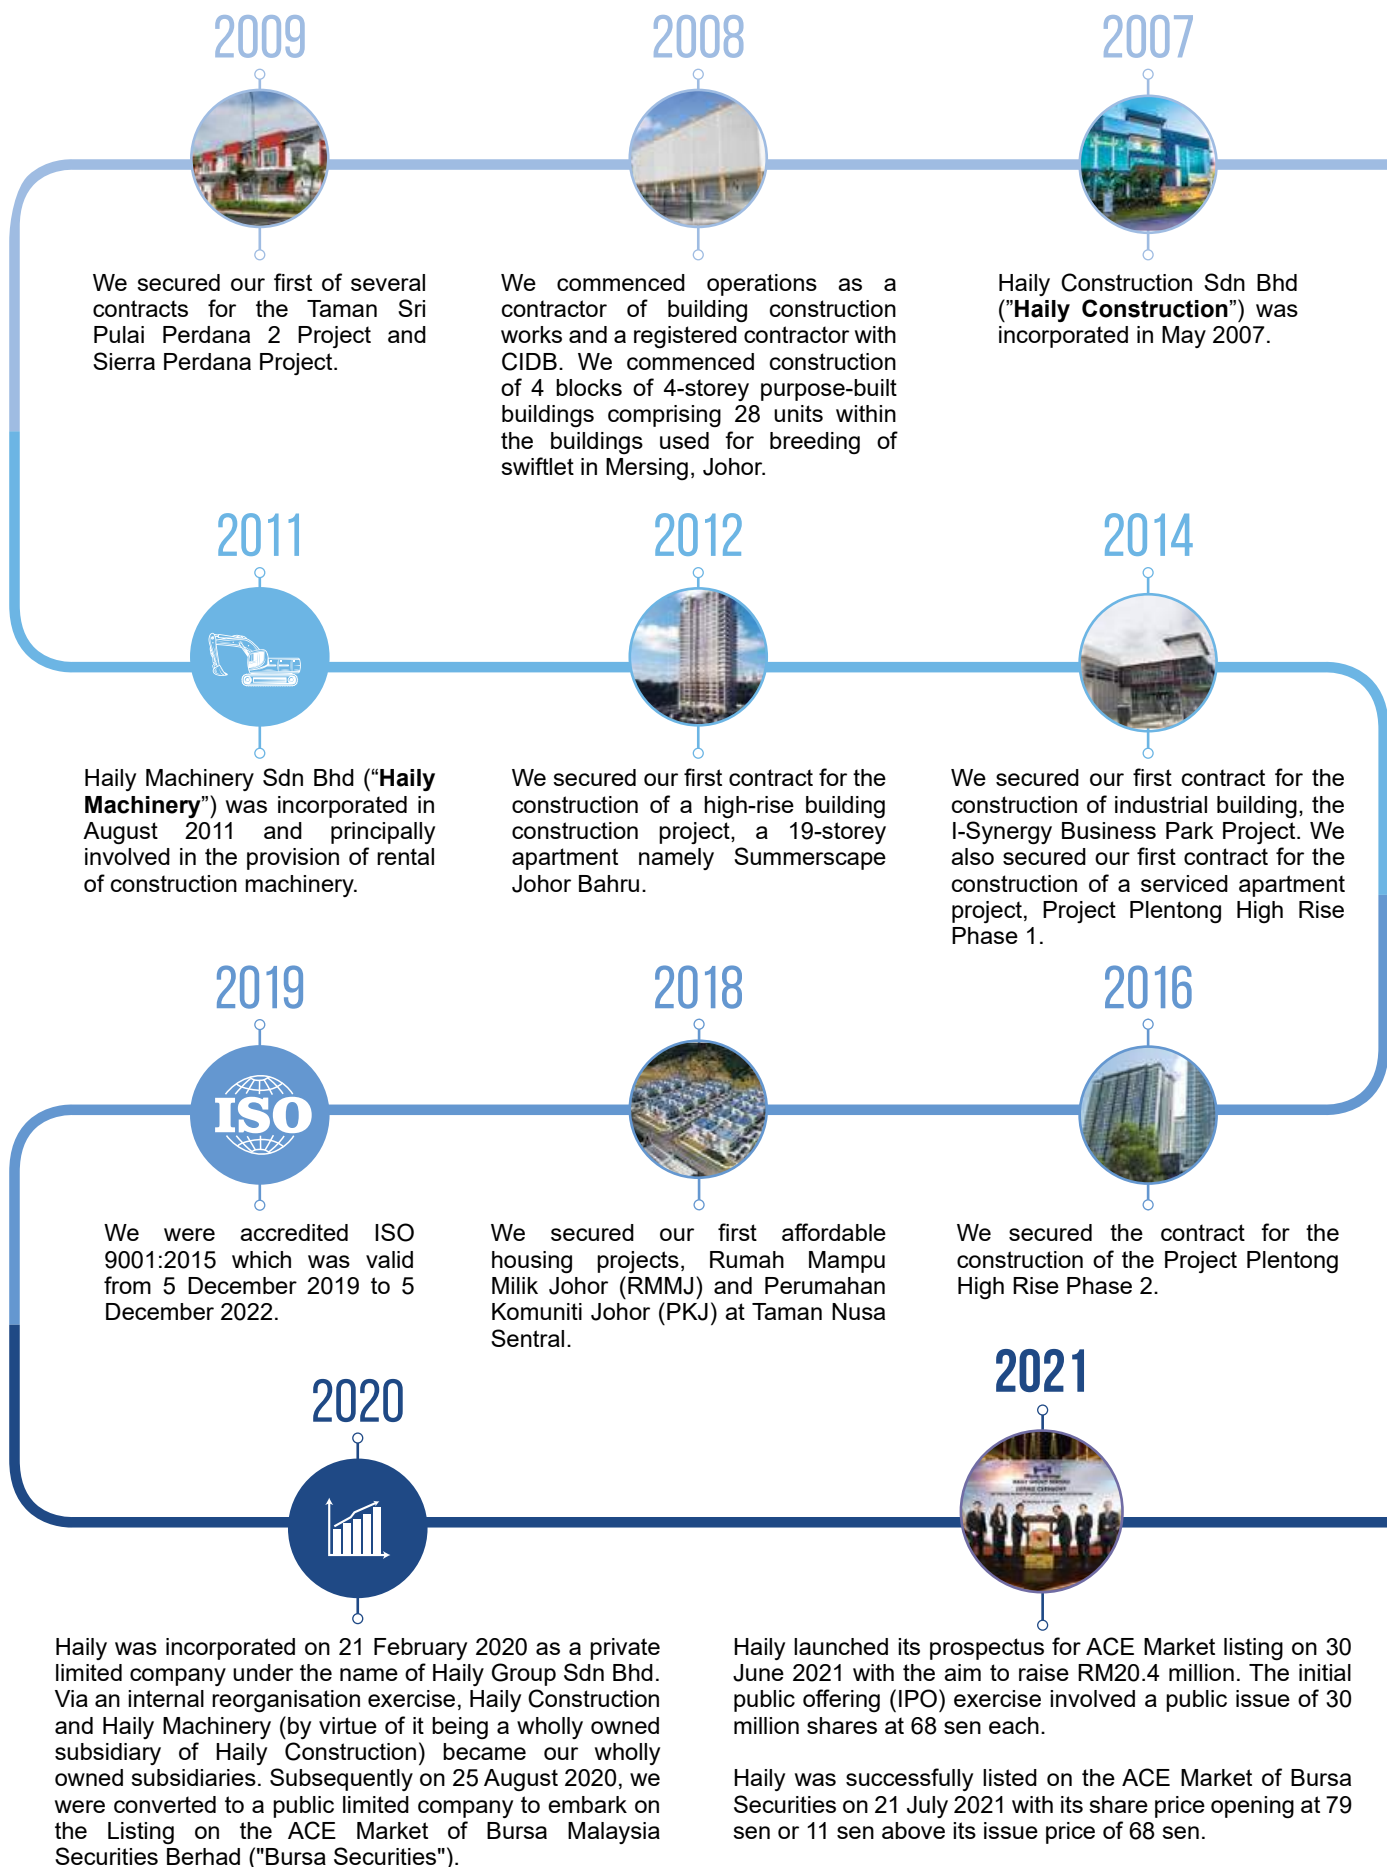 2009
We secured our first of several
contracts for the Taman Sri
Pulai Perdana 2 Project and
Sierra Perdana Project.
2008
We commenced operations as a
contractor of building construction
works and a registered contractor with
CIDB. We commenced construction
of 4 blocks of 4-storey purpose-built
buildings comprising 28 units within
the buildings used for breeding of
swiftlet in Mersing, Johor.
2007
Haily Construction Sdn Bhd
("Haily Construction”) was
incorporated in May 2007.
2011
Haily Machinery Sdn Bhd (“Haily
Machinery”) was incorporated in
August 2011 and principally
involved in the provision of rental
of construction machinery.
2012
We secured our first contract for the
construction of a high-rise building
construction project, a 19-storey
apartment namely Summerscape
Johor Bahru.
2014
We secured our first contract for the
construction of industrial building, the
I-Synergy Business Park Project. We
also secured our first contract for the
construction of a serviced apartment
project, Project Plentong High Rise
Phase 1.
2019
ISO
We were accredited ISO
9001:2015 which was valid
from 5 December 2019 to 5
December 2022.
2018
We secured our first affordable
housing projects, Rumah Mampu
Milik Johor (RMMJ) and Perumahan
Komuniti Johor (PKJ) at Taman Nusa
Sentral.
2016
We secured the contract for the
construction of the Project Plentong
High Rise Phase 2.
2020
Haily was incorporated on 21 February 2020 as a private
limited company under the name of Haily Group Sdn Bhd.
Via an internal reorganisation exercise, Haily Construction
and Haily Machinery (by virtue of it being a wholly owned
subsidiary of Haily Construction) became our wholly
owned subsidiaries. Subsequently on 25 August 2020, we
were converted to a public limited company to embark on
the Listing on the ACE Market of Bursa Malaysia
Securities Berhad ("Bursa Securities").
2021
Haily Group
HAILY GROUP BERHAD
LISTING CEREMONY
Haily launched its prospectus for ACE Market listing on 30
June 2021 with the aim to raise RM20.4 million. The initial
public offering (IPO) exercise involved a public issue of 30
million shares at 68 sen each.
Haily was successfully listed on the ACE Market of Bursa
Securities on 21 July 2021 with its share price opening at 79
sen or 11 sen above its issue price of 68 sen.